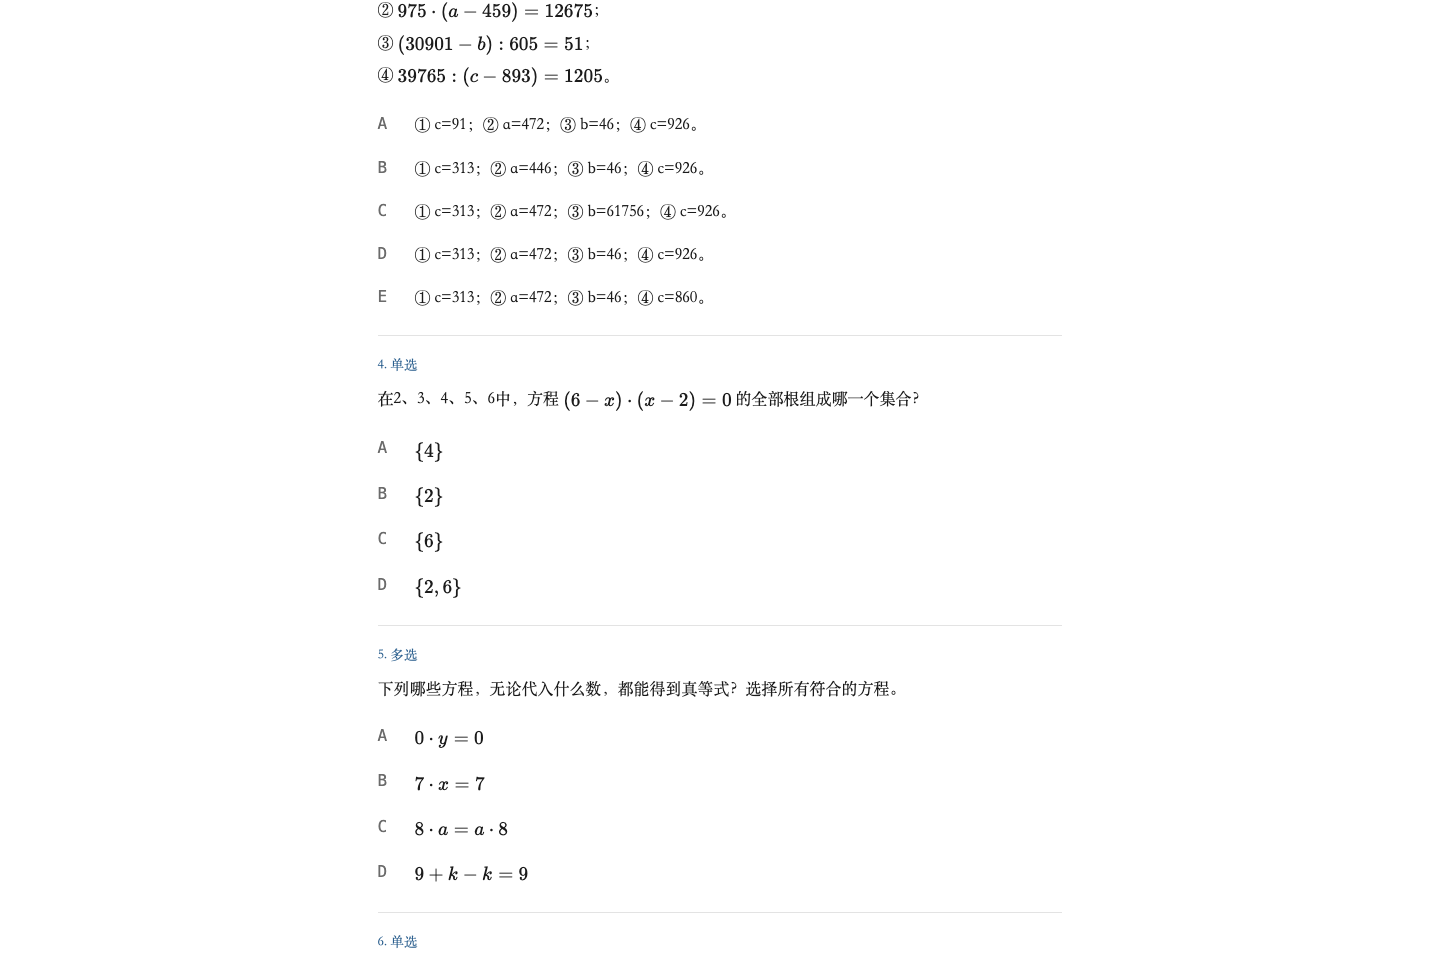 ② 975 · (a − 459) = 12675；
③ (30901 − b) : 605 = 51；
④ 39765 : (c − 893) = 1205。
A ① c=91；② a=472；③ b=46；④ c=926。
B ① c=313；② a=446；③ b=46；④ c=926。
C ① c=313；② a=472；③ b=61756；④ c=926。
D ① c=313；② a=472；③ b=46；④ c=926。
E ① c=313；② a=472；③ b=46；④ c=860。
4. 单选
在2、3、4、5、6中，方程 (6 − x) · (x − 2) = 0 的全部根组成哪一个集合？
A {4}
B {2}
C {6}
D {2, 6}
5. 多选
下列哪些方程，无论代入什么数，都能得到真等式？选择所有符合的方程。
A 0 · y = 0
B 7 · x = 7
C 8 · a = a · 8
D 9 + k − k = 9
6. 单选